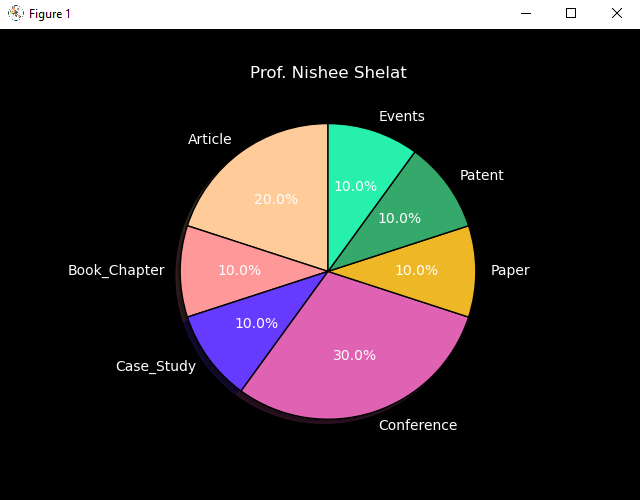 Figure 1
Prof. Nishee Shelat
Events
Article
Patent
20.0%
10.0%
10.0%
Book_Chapter
10.0%
10.0%
Paper
10.0%
Case_Study
30.0%
Conference